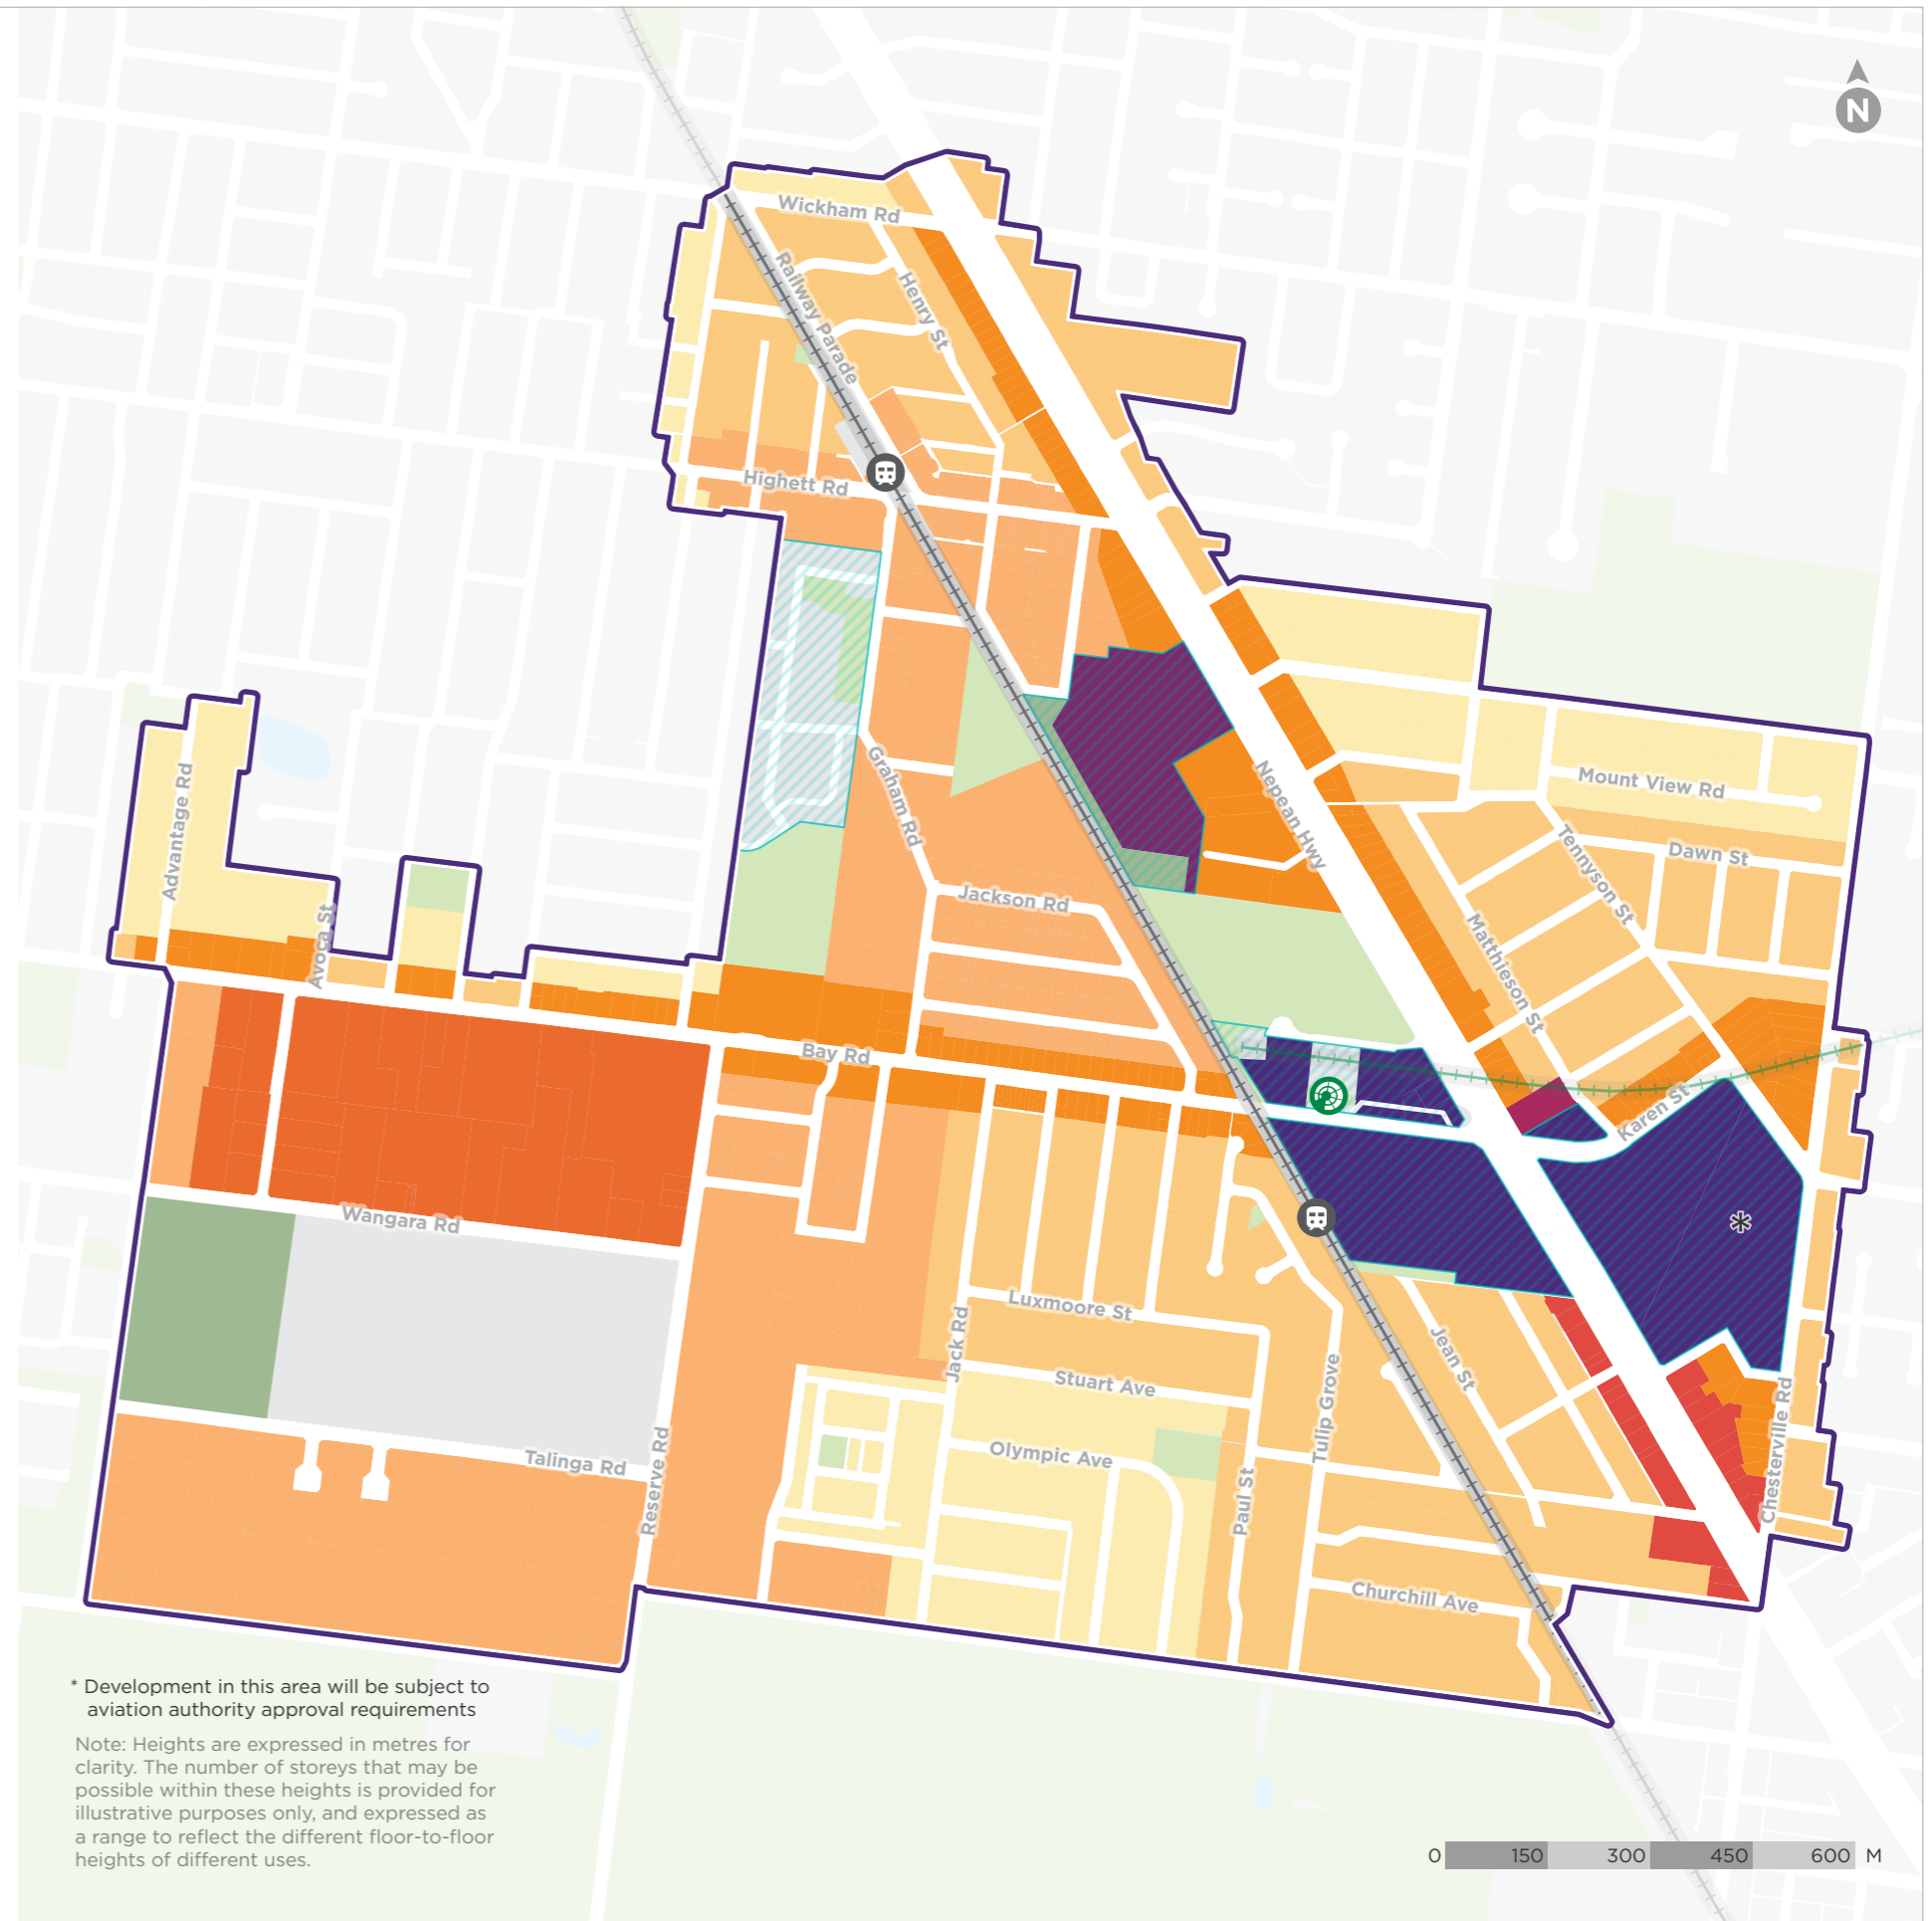 N
Wickham Rd
Railway Parade
Henry St
Highett Rd
Nepean Hwy
Graham Rd
Mount View Rd
Tennyson St
Dawn St
Advantage Rd
Avoca St
Jackson Rd
Matthieson St
Bay Rd
Karen St
Wangara Rd
Luxmoore St
Jack Rd
Stuart Ave
Jean St
Tulip Grove
Chesterville Rd
Olympic Ave
Talinga Rd
Reserve Rd
Paul St
Churchill Ave
*
* Development in this area will be subject to
aviation authority approval requirements
Note: Heights are expressed in metres for
clarity. The number of storeys that may be
possible within these heights is provided for
illustrative purposes only, and expressed as
a range to reflect the different floor-to-floor
heights of different uses.
0 150 300 450 600 M